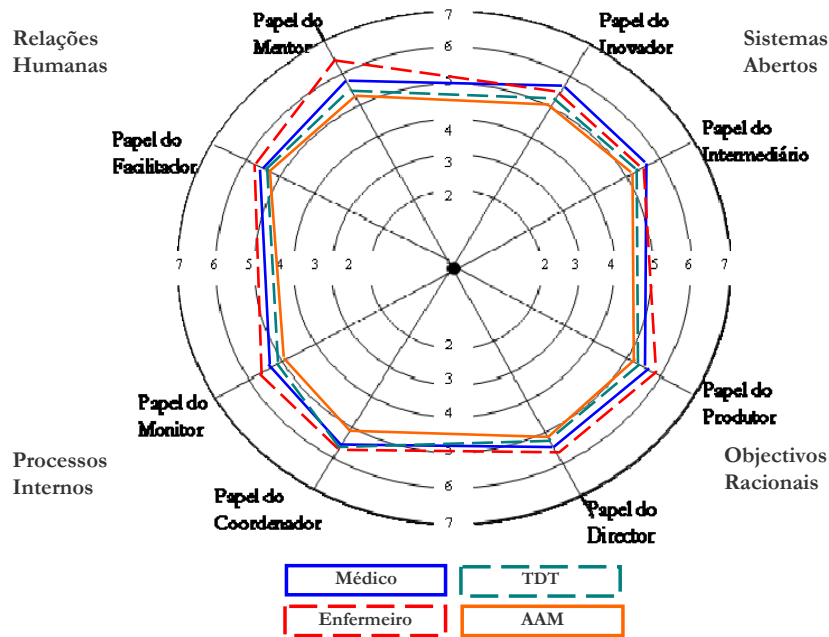 Relações
Humanas
Papel do
Mentor
7
6
5
4
3
2
Papel do
Inovador
Sistemas
Abertos
Papel do
Facilitador
Papel do
Intermediário
7 6 5 4 3 2
2 3 4 5 6 7
2
3
4
5
6
7
Papel do
Monitor
Papel do
Produtor
Processos
Internos
Papel do
Coordenador
Papel do
Director
Objectivos
Racionais
Médico
TDT
Enfermeiro
AAM